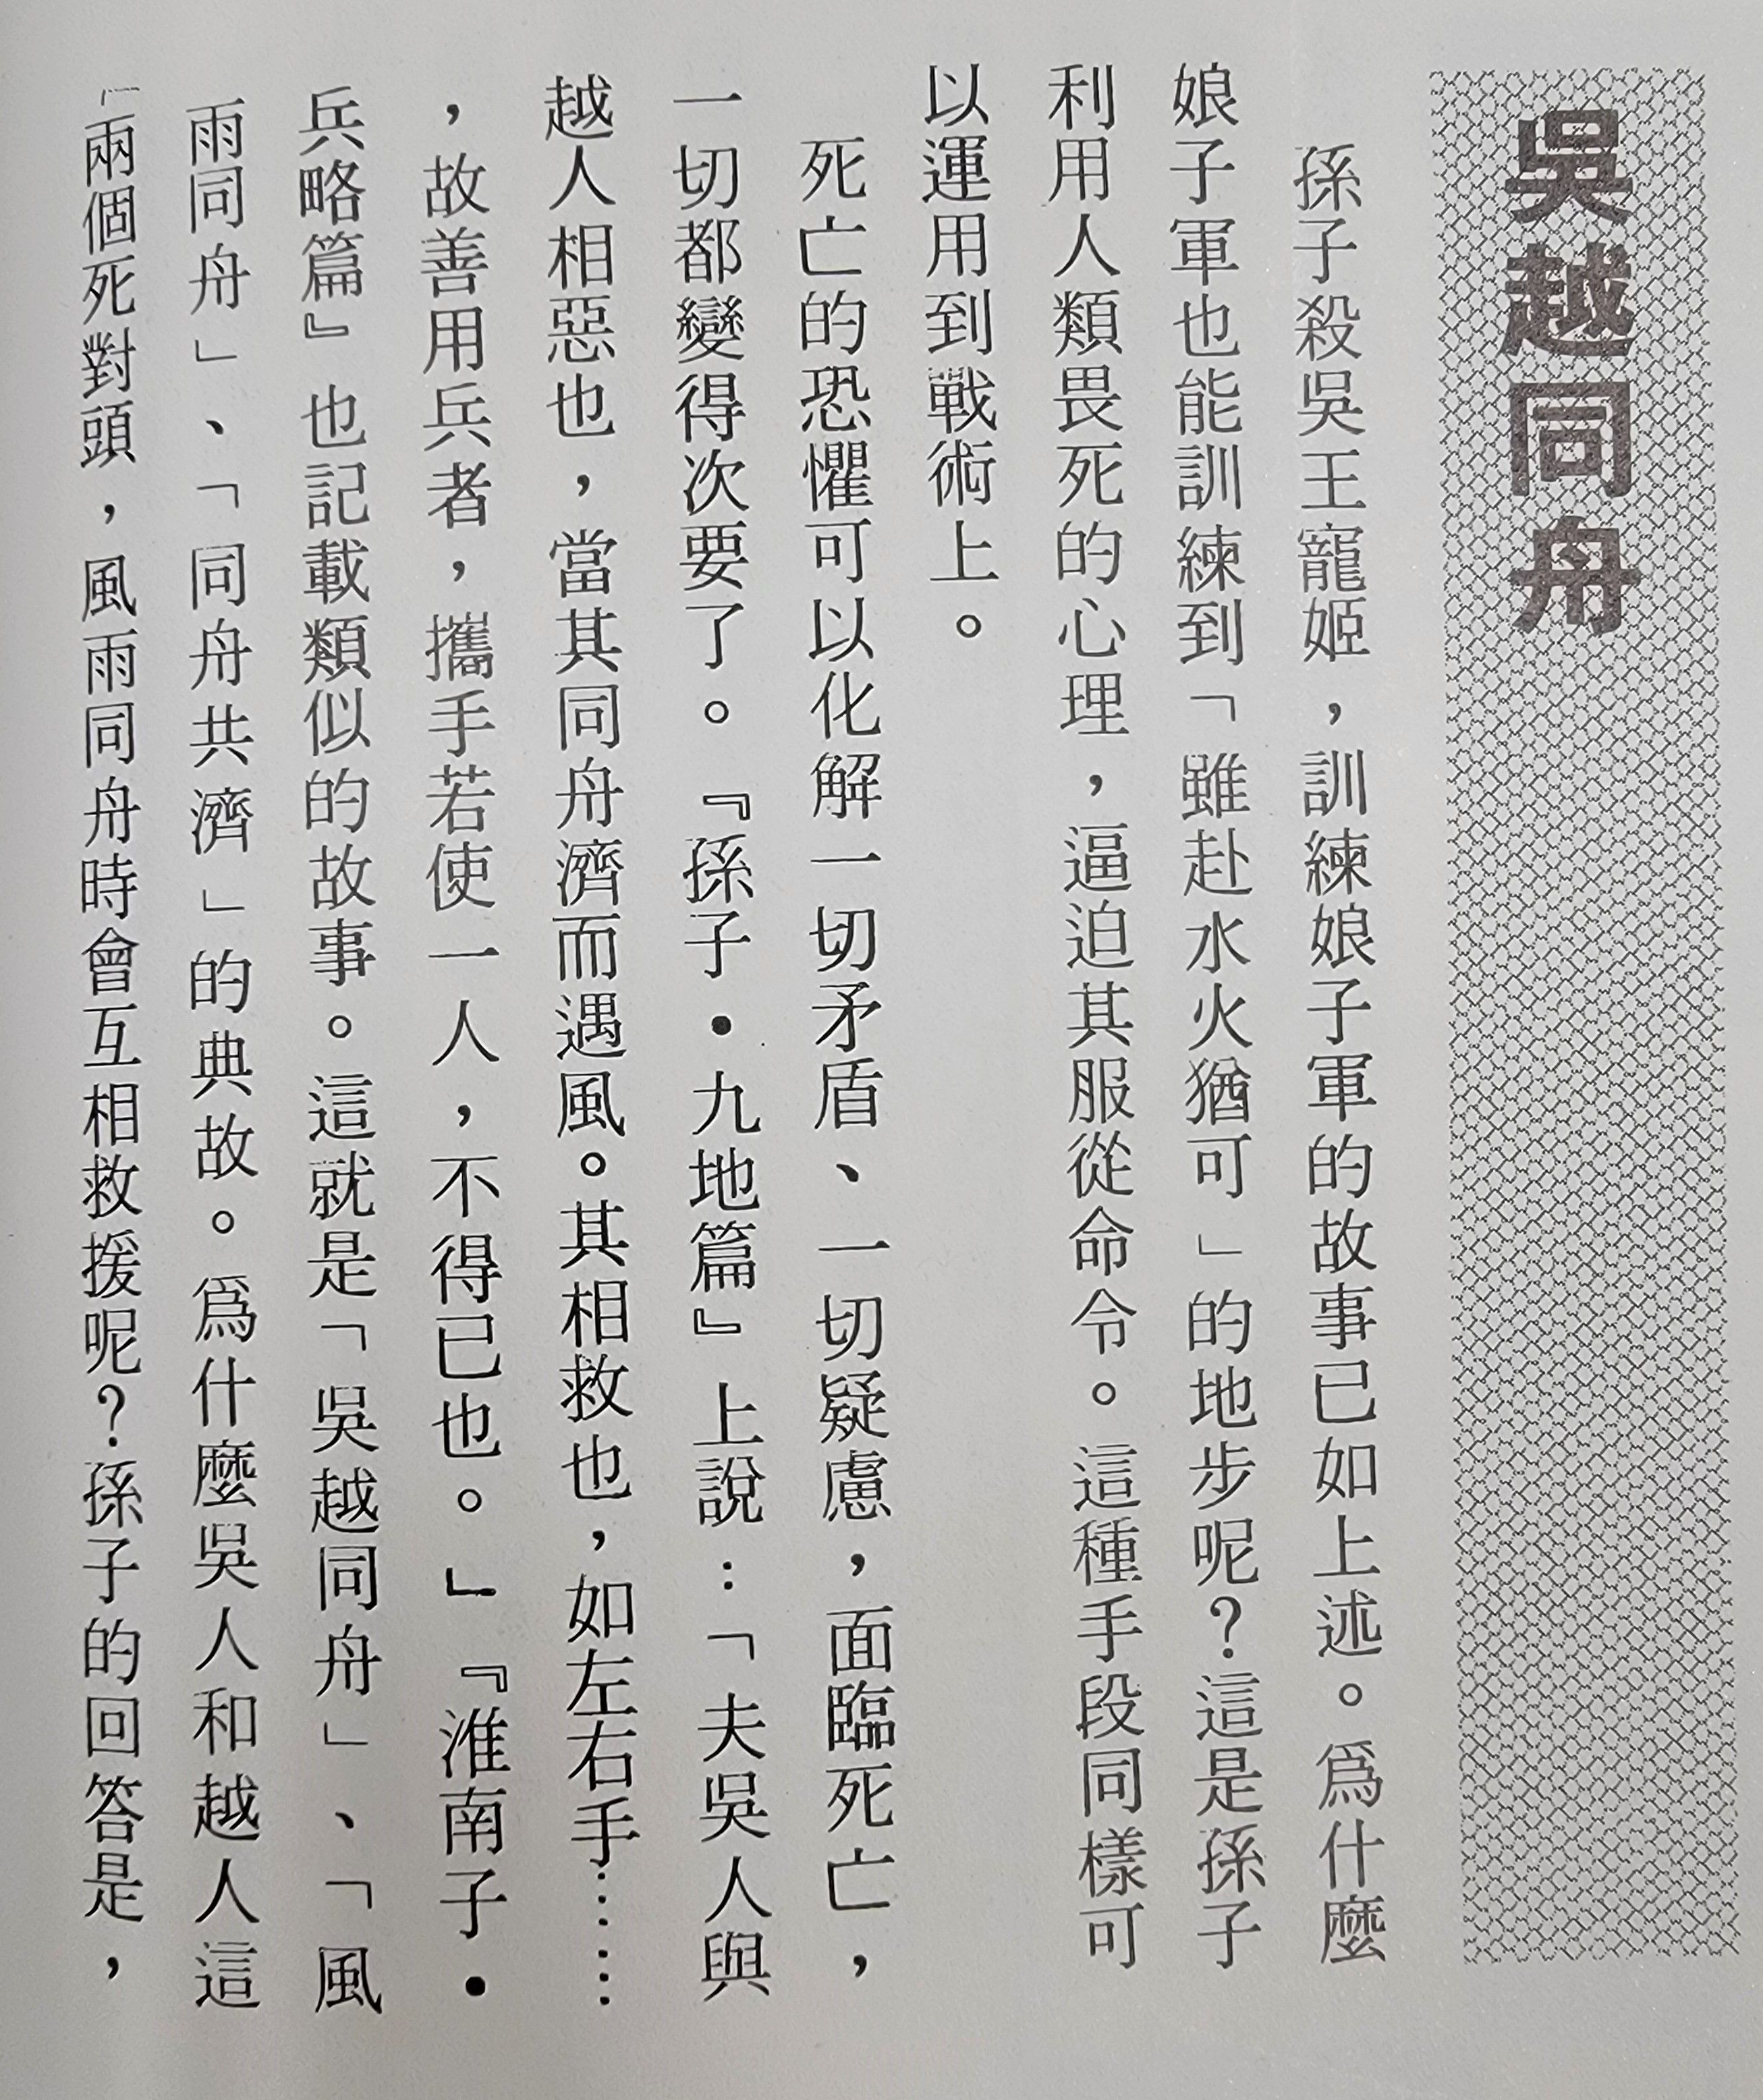 吳越同舟
孫子殺吳王寵姬，訓練娘子軍的故事已如上述。爲什麼
娘子軍也能訓練到「雖赴水火猶可」的地步呢？這是孫子
利用人類畏死的心理，逼迫其服從命令。這種手段同樣可
以運用到戰術上。
死亡的恐懼可以化解一切矛盾、一切疑慮，面臨死亡，
一切都變得次要了。『孫子•九地篇』上說：「夫吳人與
越人相惡也，當其同舟濟而遇風。其相救也，如左右手……
，故善用兵者，攜手若使一人，不得已也。」『淮南子•
兵略篇』也記載類似的故事。這就是「吳越同舟」、「風
雨同舟」、「同舟共濟」的典故。爲什麼吳人和越人這
「兩個死對頭，風雨同舟時會互相救援呢？孫子的回答是，